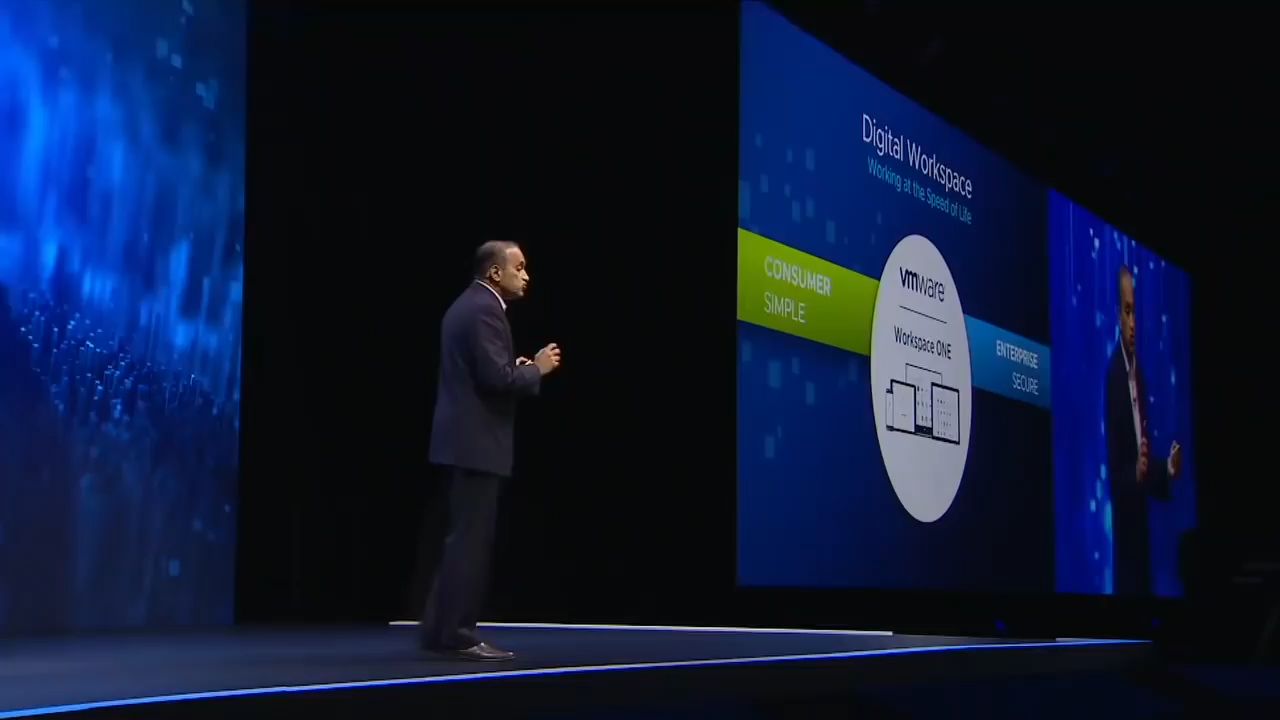 Digital Workspace
Working at the Speed of Life
CONSUMER
SIMPLE
vmware
Workspace ONE
ENTERPRISE
SECURE